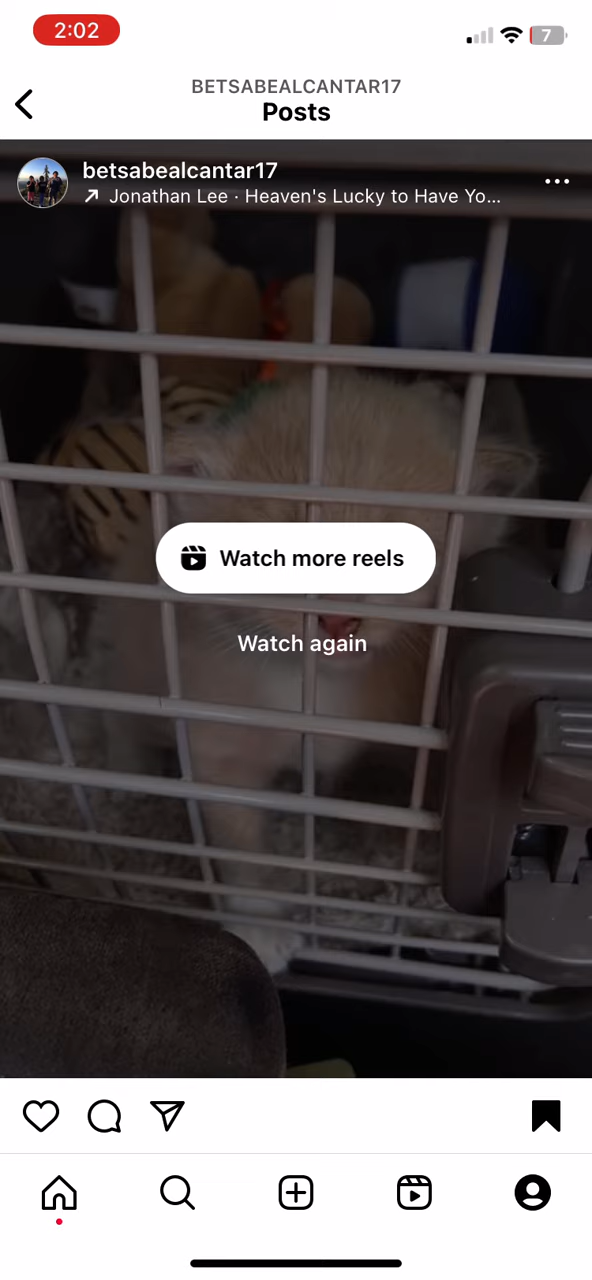 2:02
7
BETSABEALCANTAR17
Posts
betsabealcantar17
Jonathan Lee · Heaven's Lucky to Have Yo...
Watch more reels
Watch again